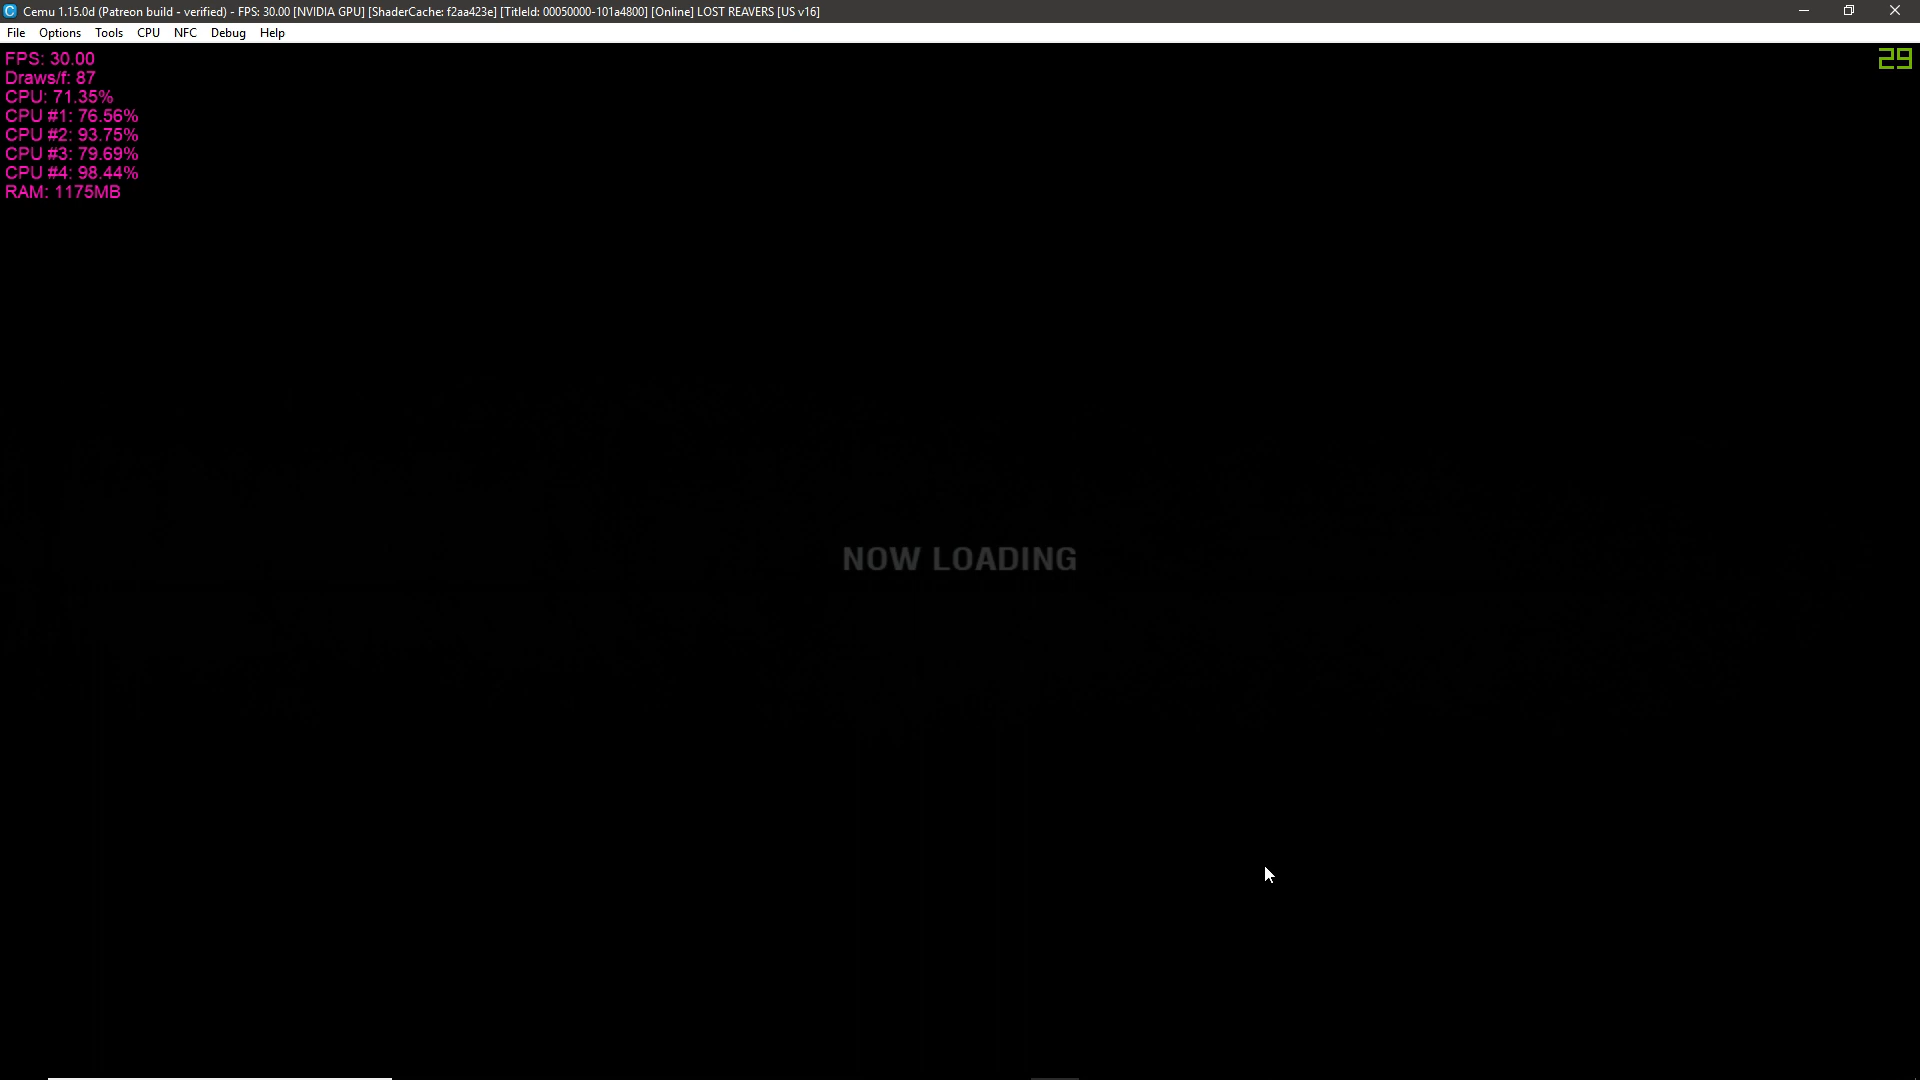 Cemu 1.15.0d (Patreon build - verified) - FPS: 30.00 [NVIDIA GPU] [ShaderCache: f2aa423e] [TitleId: 00050000-101a4800] [Online] LOST REAVERS [US v16]
File Options Tools CPU NFC Debug Help
FPS: 30.00
29
Draws/f: 87
CPU: 71.35%
CPU #1: 76.56%
CPU #2: 93.75%
CPU #3: 79.69%
CPU #4: 98.44%
RAM: 1175MB
NOW LOADING